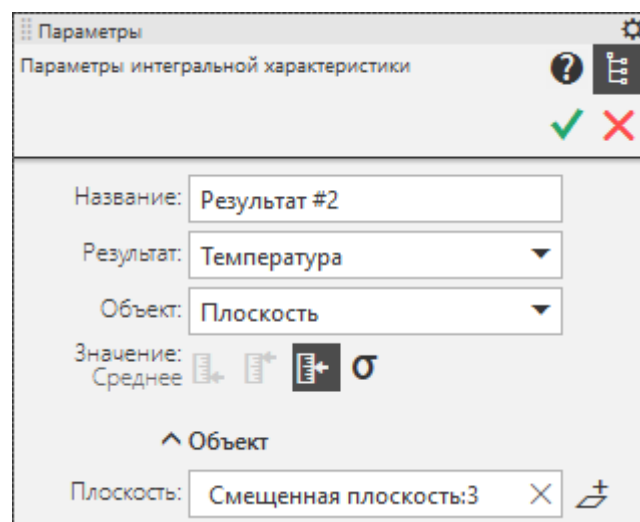 Параметры
Параметры интегральной характеристики
Название: Результат #2
Результат: Температура
Объект: Плоскость
Значение:
Среднее σ
Объект
Плоскость: Смещенная плоскость:3